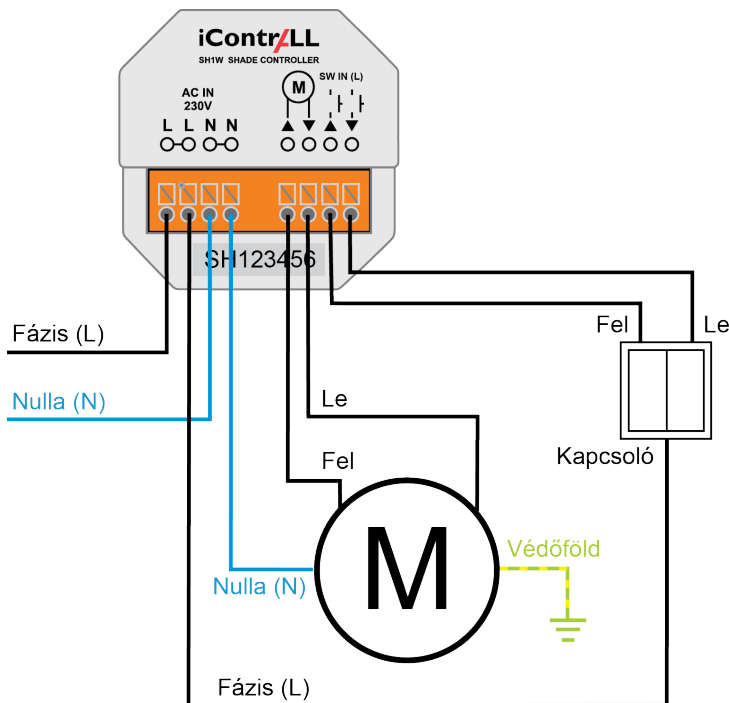 iContrALL
SH1W SHADE CONTROLLER
AC IN
230V
M
SW IN (L)
L L N N
SH123456
Fázis (L)
Fel
Le
Nulla (N)
Le
Kapcsoló
Fel
M
Védőföld
Nulla (N)
Fázis (L)